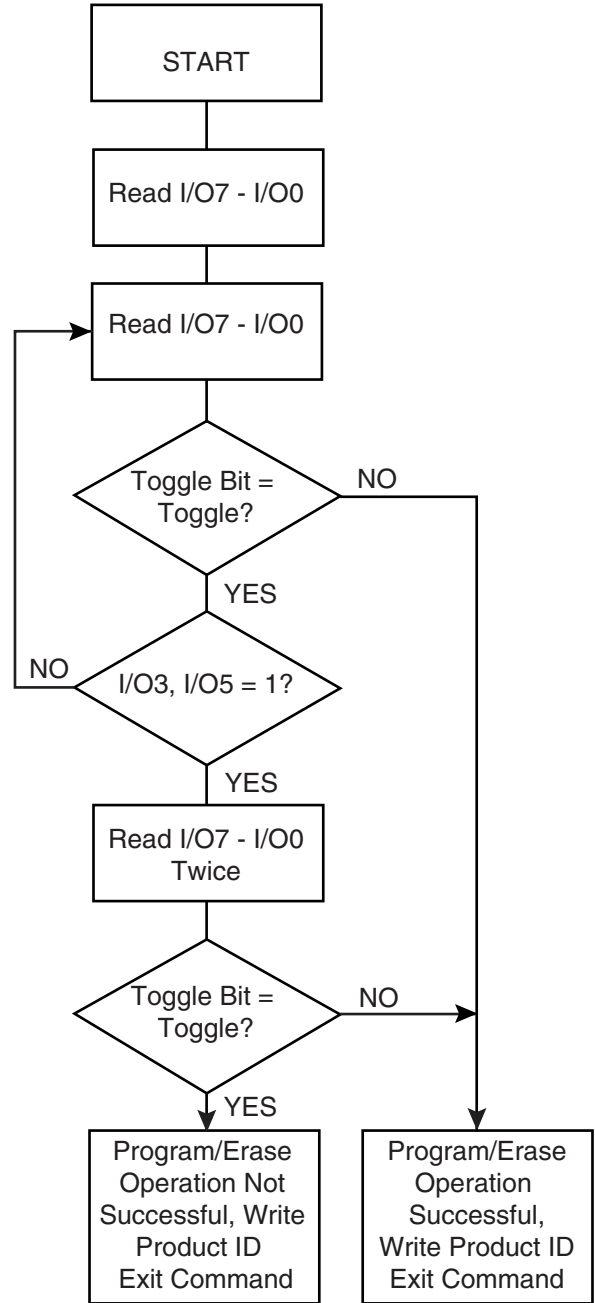 START
Read I/O7 - I/O0
Read I/O7 - I/O0
Toggle Bit =
Toggle?
NO
YES
NO
I/O3, I/O5 = 1?
YES
Read I/O7 - I/O0
Twice
Toggle Bit =
Toggle?
NO
YES
Program/Erase
Operation Not
Successful, Write
Product ID
Exit Command
Program/Erase
Operation
Successful,
Write Product ID
Exit Command